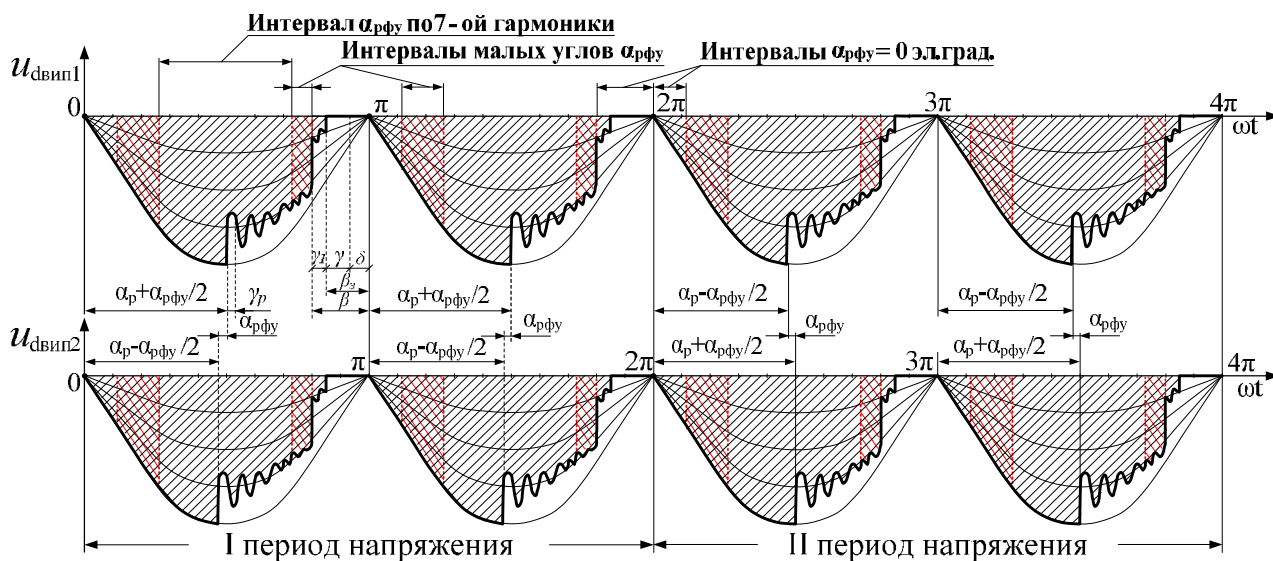 Интервал αрфу по 7- ой гармоники
Интервалы малых углов αрфу
Интервалы αрфу = 0 эл.град.
udвип1
0
π
2π
3π
4π
ωt
γ1 γ δ
βз
β
αр+αрфу/2
γр
αр+αрфу/2
αр-αрфу/2
αр-αрфу/2
αрфу
αрфу
αрфу
αрфу
udвип2
αр-αрфу/2
αр-αрфу/2
αр+αрфу/2
αр+αрфу/2
0
π
2π
3π
4π
ωt
I период напряжения
II период напряжения